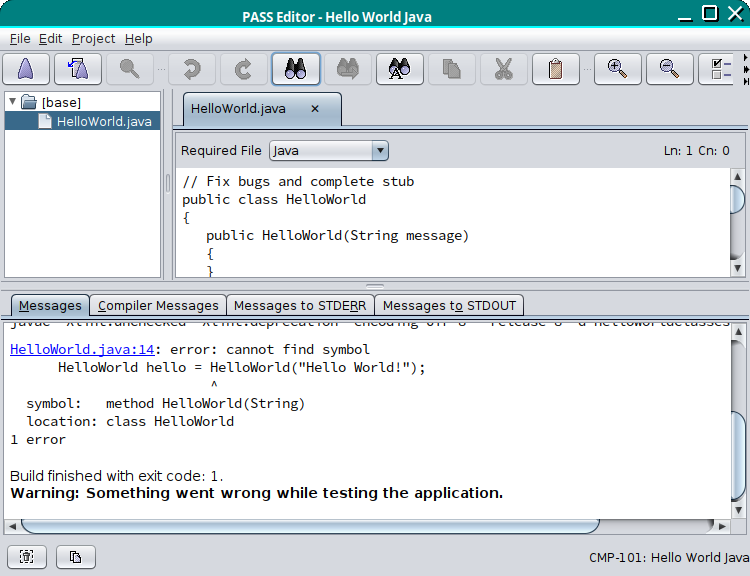 PASS Editor - Hello World Java
File Edit Project Help
[base]
HelloWorld.java
HelloWorld.java
Required File Java
Ln: 1 Cn: 0
// Fix bugs and complete stub
public class HelloWorld
{
public HelloWorld(String message)
{
}
Messages Compiler Messages Messages to STDERR Messages to STDOUT
HelloWorld.java:14: error: cannot find symbol
HelloWorld hello = HelloWorld("Hello World!");
^
symbol: method HelloWorld(String)
location: class HelloWorld
1 error
Build finished with exit code: 1.
Warning: Something went wrong while testing the application.
CMP-101: Hello World Java